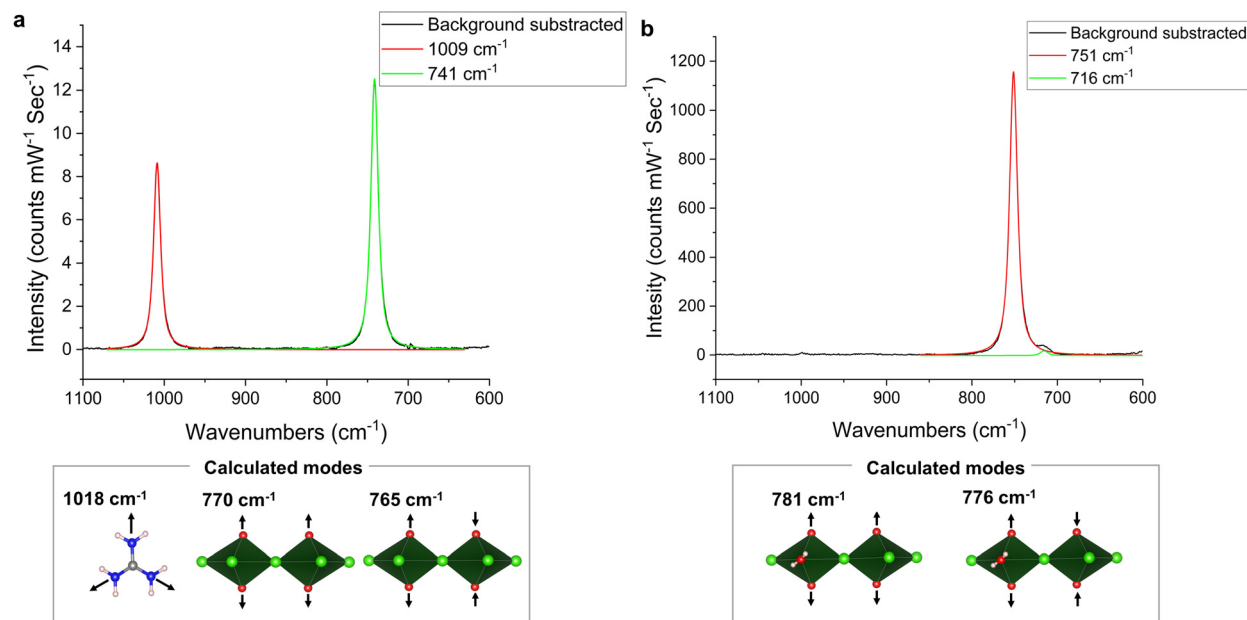 a
Background substracted
1009 cm-1
741 cm-1
Intensity (counts mW-1 Sec-1)
14
12
10
8
6
4
2
0
1100 1000 900 800 700 600
Wavenumbers (cm-1)
Calculated modes
1018 cm-1 770 cm-1 765 cm-1
b
Background substracted
751 cm-1
716 cm-1
Intesity (counts mW-1 Sec-1)
1200
1000
800
600
400
200
0
1100 1000 900 800 700 600
Wavenumbers (cm-1)
Calculated modes
781 cm-1 776 cm-1